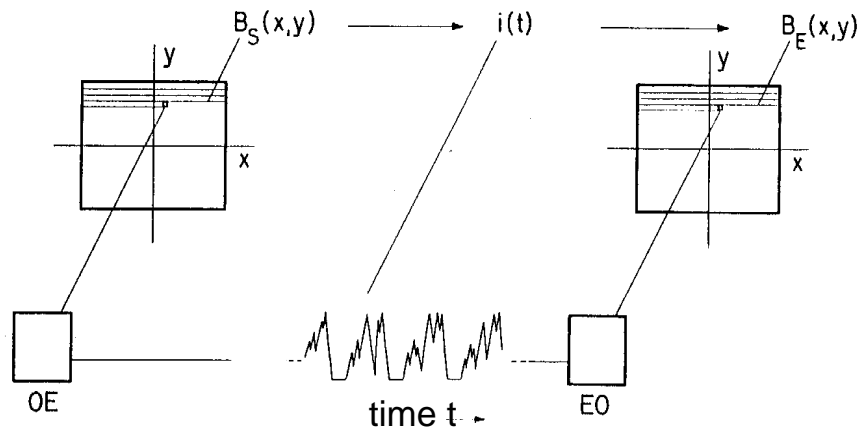 B_S(x,y) → i(t) → B_E(x,y)
y y
x x
OE EO
time t →